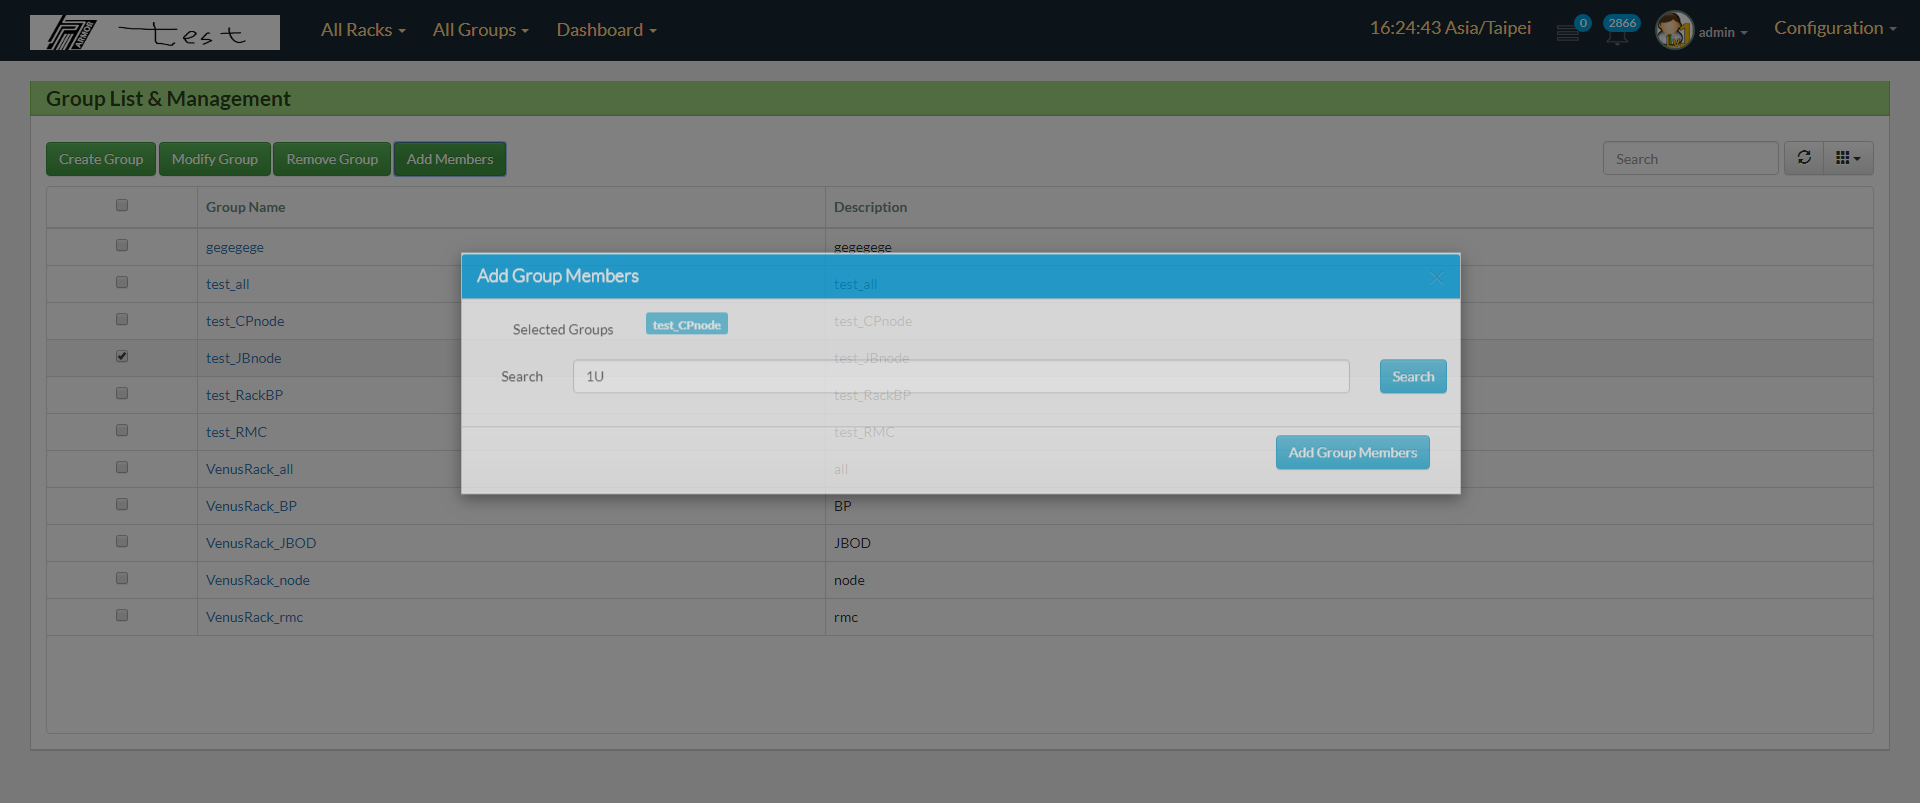 ARMOR test All Racks All Groups Dashboard 16:24:43 Asia/Taipei 0 2866 admin Configuration
Group List & Management
Create Group Modify Group Remove Group Add Members Search
Group Name Description
gegegege gegegege
Add Group Members
test_all test_all
Selected Groups test_CPnode
test_CPnode test_CPnode
test_JBnode test_JBnode
Search 1U Search
test_RackBP test_RackBP
test_RMC test_RMC
Add Group Members
VenusRack_all all
VenusRack_BP BP
VenusRack_JBOD JBOD
VenusRack_node node
VenusRack_rmc rmc